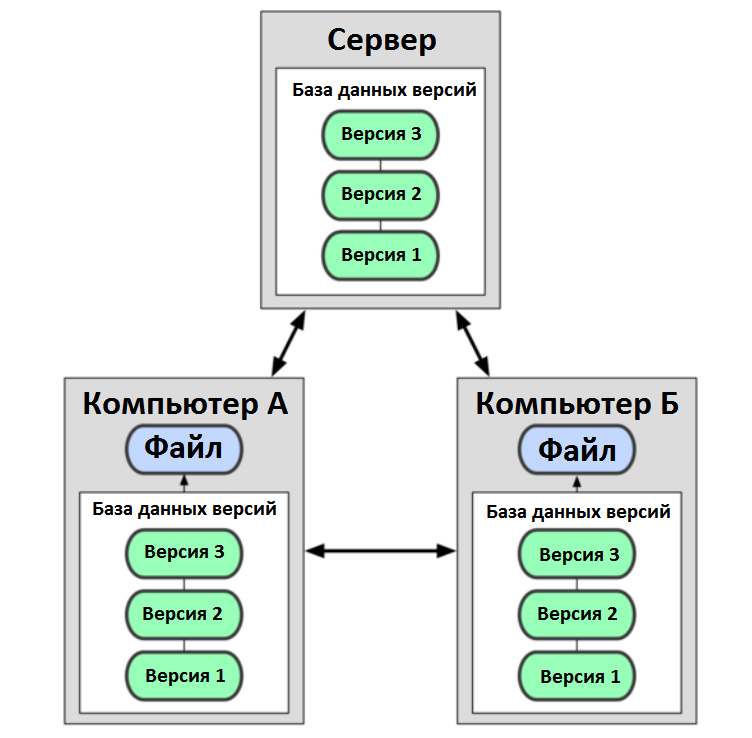 Сервер
База данных версий
Версия 3
Версия 2
Версия 1
Компьютер А
Файл
База данных версий
Версия 3
Версия 2
Версия 1
Компьютер Б
Файл
База данных версий
Версия 3
Версия 2
Версия 1